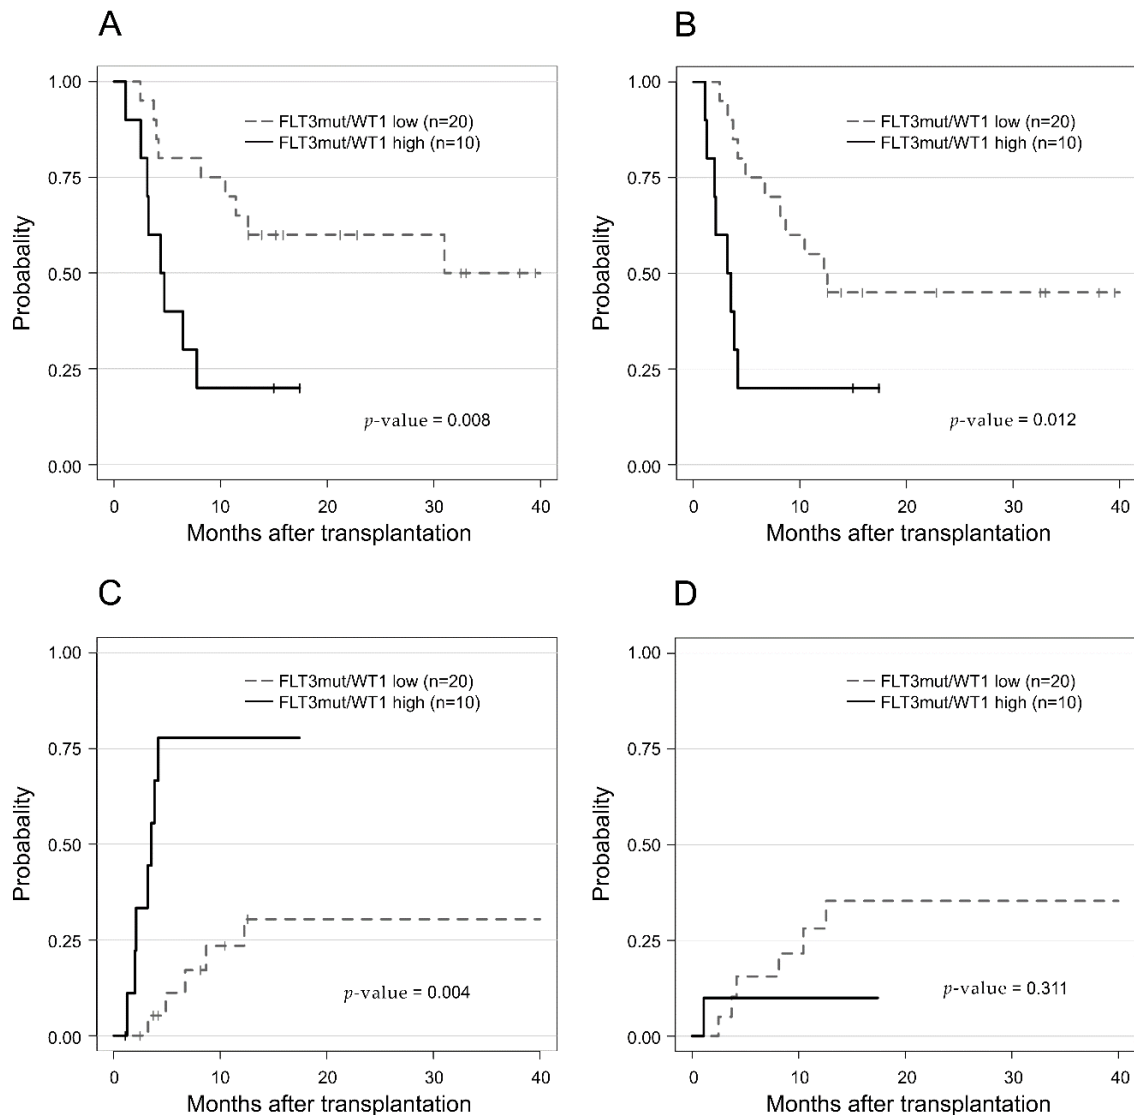 A
1.00
0.75
0.50
0.25
0.00
Probabality
FLT3mut/WT1 low (n=20)
FLT3mut/WT1 high (n=10)
p-value = 0.008
0 10 20 30 40
Months after transplantation
B
1.00
0.75
0.50
0.25
0.00
Probabality
FLT3mut/WT1 low (n=20)
FLT3mut/WT1 high (n=10)
p-value = 0.012
0 10 20 30 40
Months after transplantation
C
1.00
0.75
0.50
0.25
0.00
Probabality
FLT3mut/WT1 low (n=20)
FLT3mut/WT1 high (n=10)
p-value = 0.004
0 10 20 30 40
Months after transplantation
D
1.00
0.75
0.50
0.25
0.00
Probabality
FLT3mut/WT1 low (n=20)
FLT3mut/WT1 high (n=10)
p-value = 0.311
0 10 20 30 40
Months after transplantation